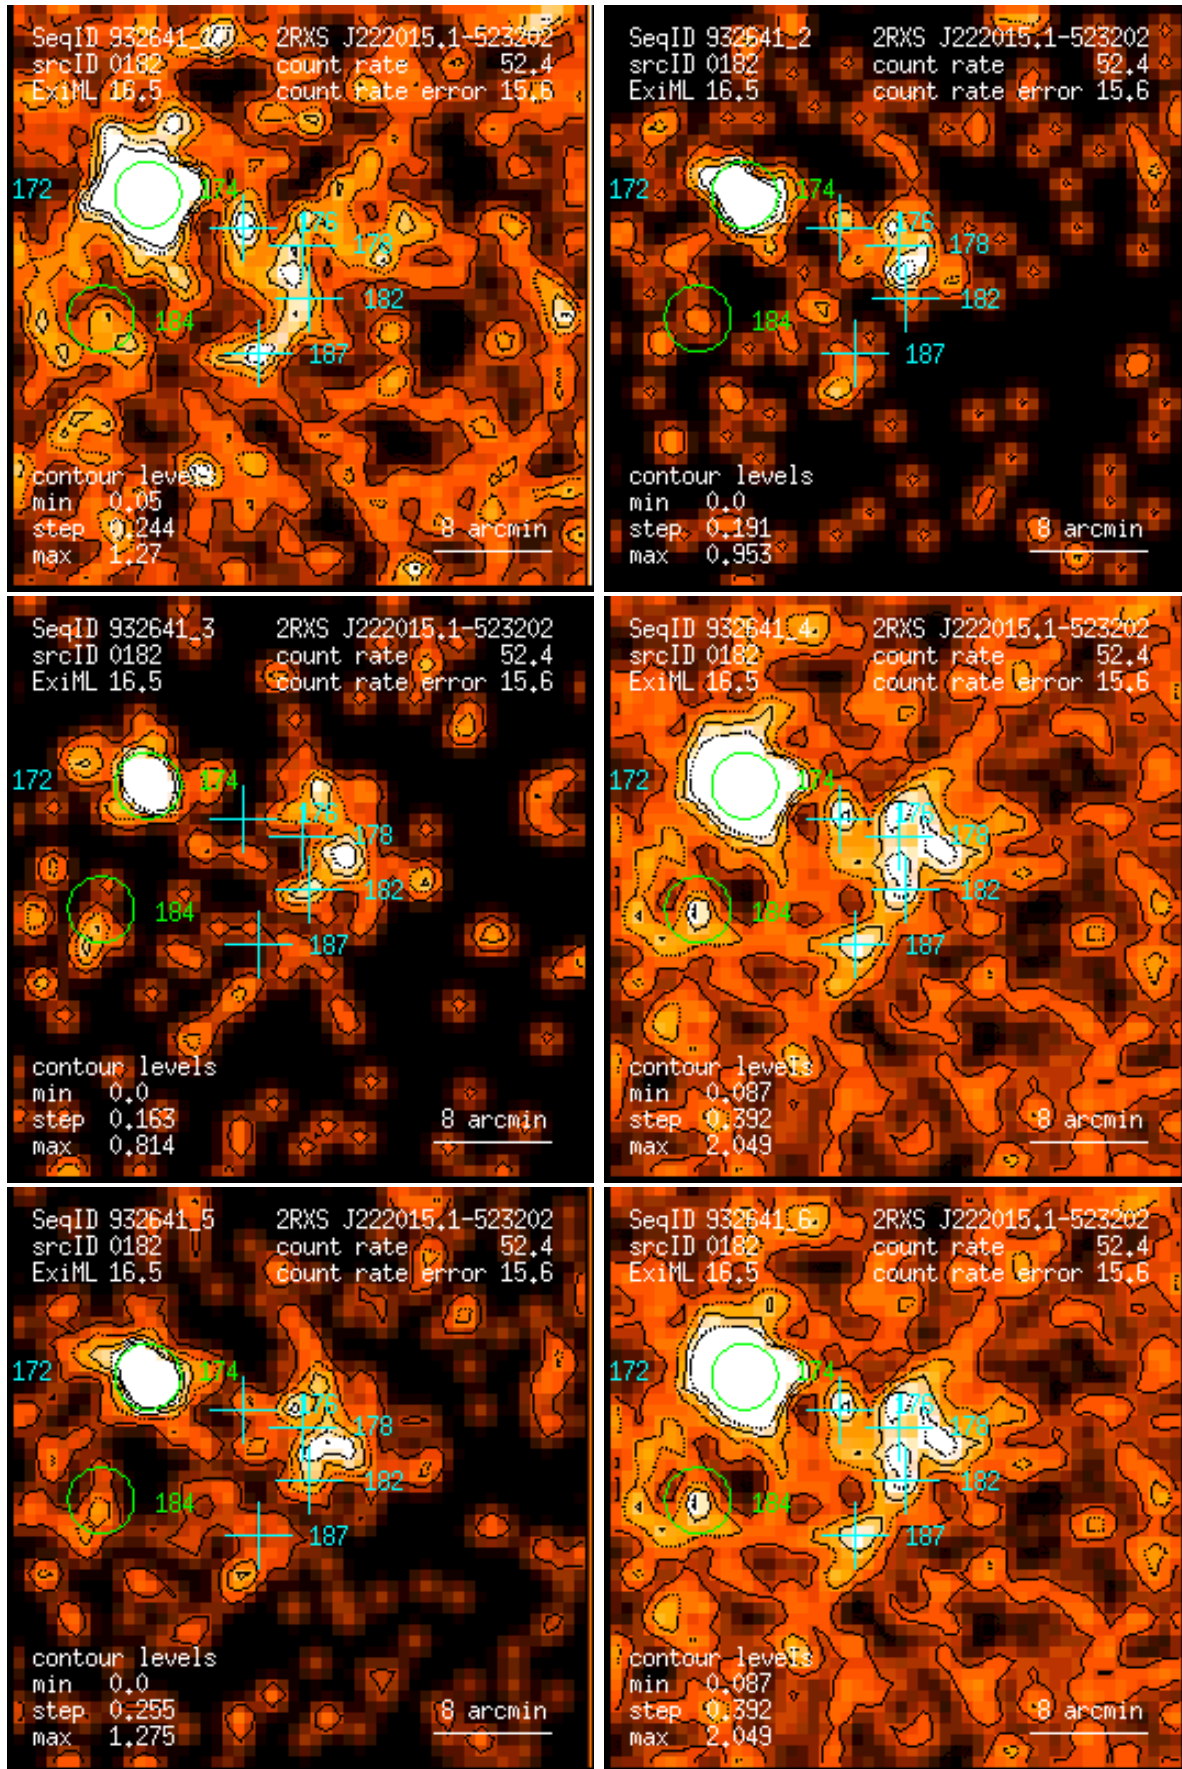 SeqID 932641_1 2RXS J222015.1-523202
srcID 0182 count rate 52.4
ExiML 16.5 count rate error 15.6
172 174
176
178
182
184
187
contour levels
min 0.05
step 0.244 8 arcmin
max 1.27
SeqID 932641_2 2RXS J222015.1-523202
srcID 0182 count rate 52.4
ExiML 16.5 count rate error 15.6
172 174
176
178
182
184
187
contour levels
min 0.0
step 0.191 8 arcmin
max 0.953
SeqID 932641_3 2RXS J222015.1-523202
srcID 0182 count rate 52.4
ExiML 16.5 count rate error 15.6
172 174
176
178
182
184
187
contour levels
min 0.0
step 0.163 8 arcmin
max 0.814
SeqID 932641_4 2RXS J222015.1-523202
srcID 0182 count rate 52.4
ExiML 16.5 count rate error 15.6
172 174
176
178
182
184
187
contour levels
min 0.087
step 0.392 8 arcmin
max 2.049
SeqID 932641_5 2RXS J222015.1-523202
srcID 0182 count rate 52.4
ExiML 16.5 count rate error 15.6
172 174
176
178
182
184
187
contour levels
min 0.0
step 0.255 8 arcmin
max 1.275
SeqID 932641_6 2RXS J222015.1-523202
srcID 0182 count rate 52.4
ExiML 16.5 count rate error 15.6
172 174
176
178
182
184
187
contour levels
min 0.087
step 0.392 8 arcmin
max 2.049